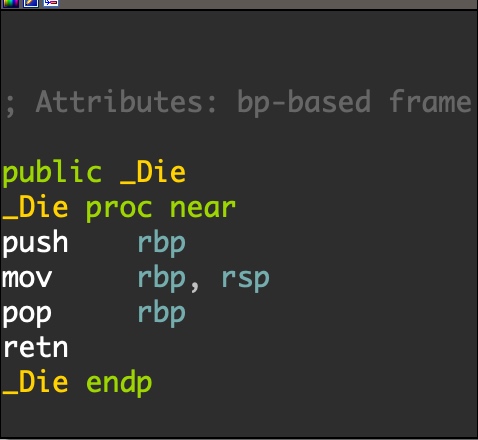 ; Attributes: bp-based frame
public _Die
_Die proc near
push    rbp
mov     rbp, rsp
pop     rbp
retn
_Die endp